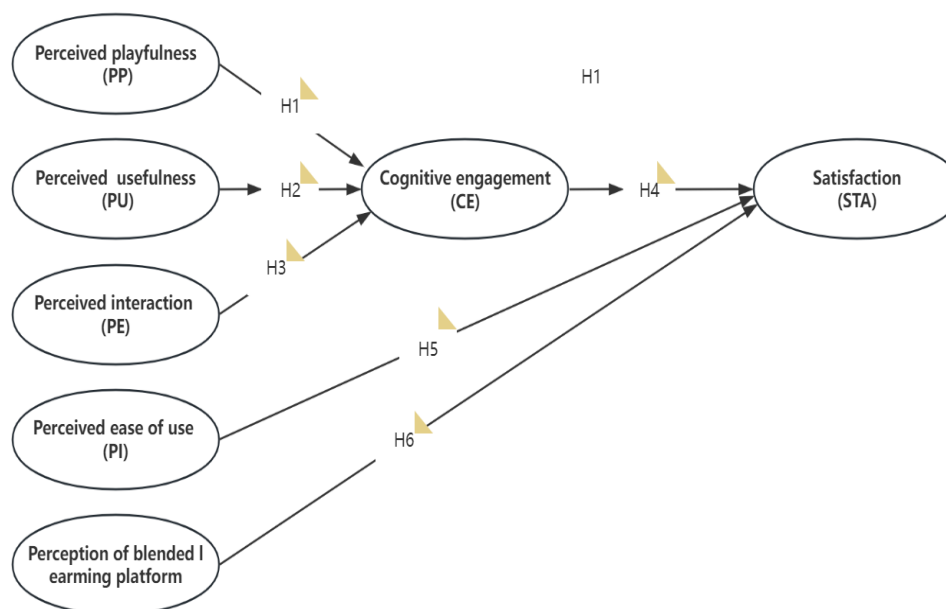 Perceived playfulness
(PP)
H1
H1
Perceived usefulness
(PU)
H2
Cognitive engagement
(CE)
H4
Satisfaction
(STA)
H3
Perceived interaction
(PE)
H5
Perceived ease of use
(PI)
H6
Perception of blended l
earming platform